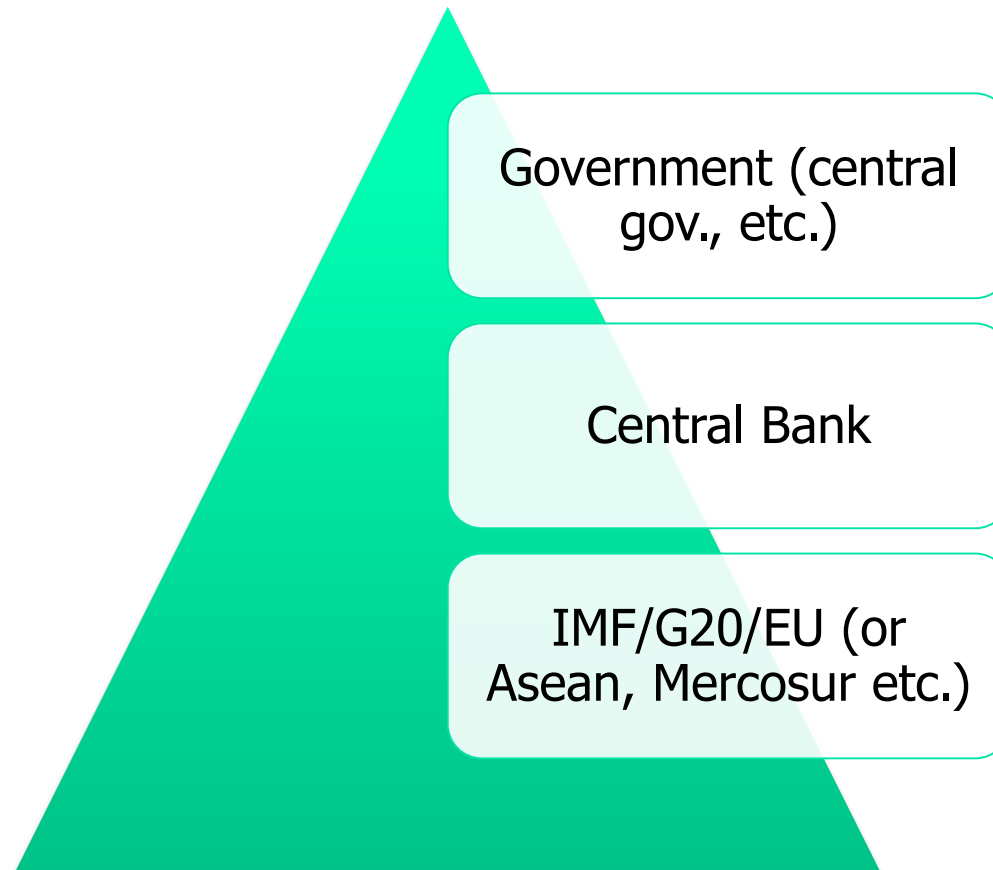 Government (central
gov., etc.)
Central Bank
IMF/G20/EU (or
Asean, Mercosur etc.)